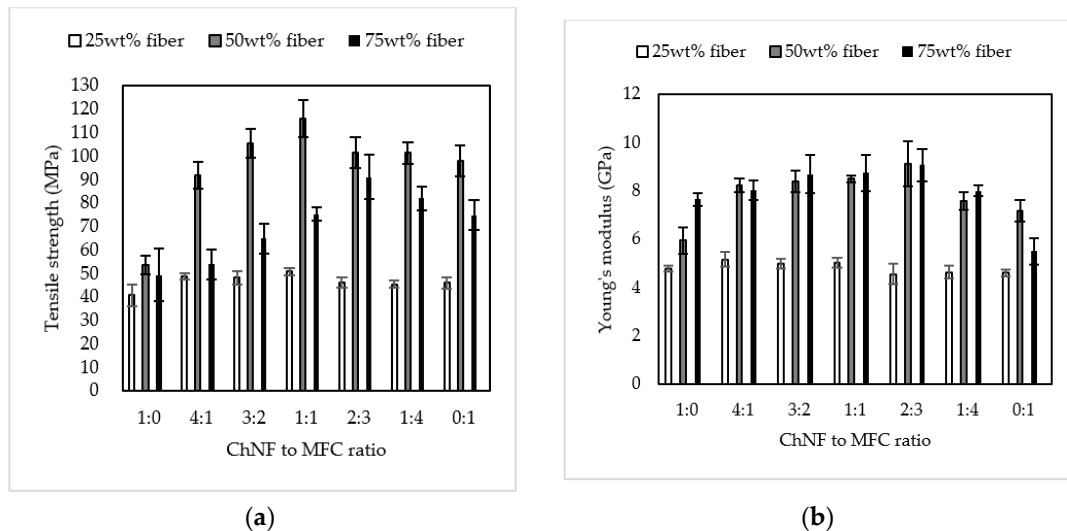 25wt% fiber 50wt% fiber 75wt% fiber
Tensile strength (MPa)
130
120
110
100
90
80
70
60
50
40
30
20
10
0
1:0 4:1 3:2 1:1 2:3 1:4 0:1
ChNF to MFC ratio
(a)
25wt% fiber 50wt% fiber 75wt% fiber
Young's modulus (GPa)
12
10
8
6
4
2
0
1:0 4:1 3:2 1:1 2:3 1:4 0:1
ChNF to MFC ratio
(b)